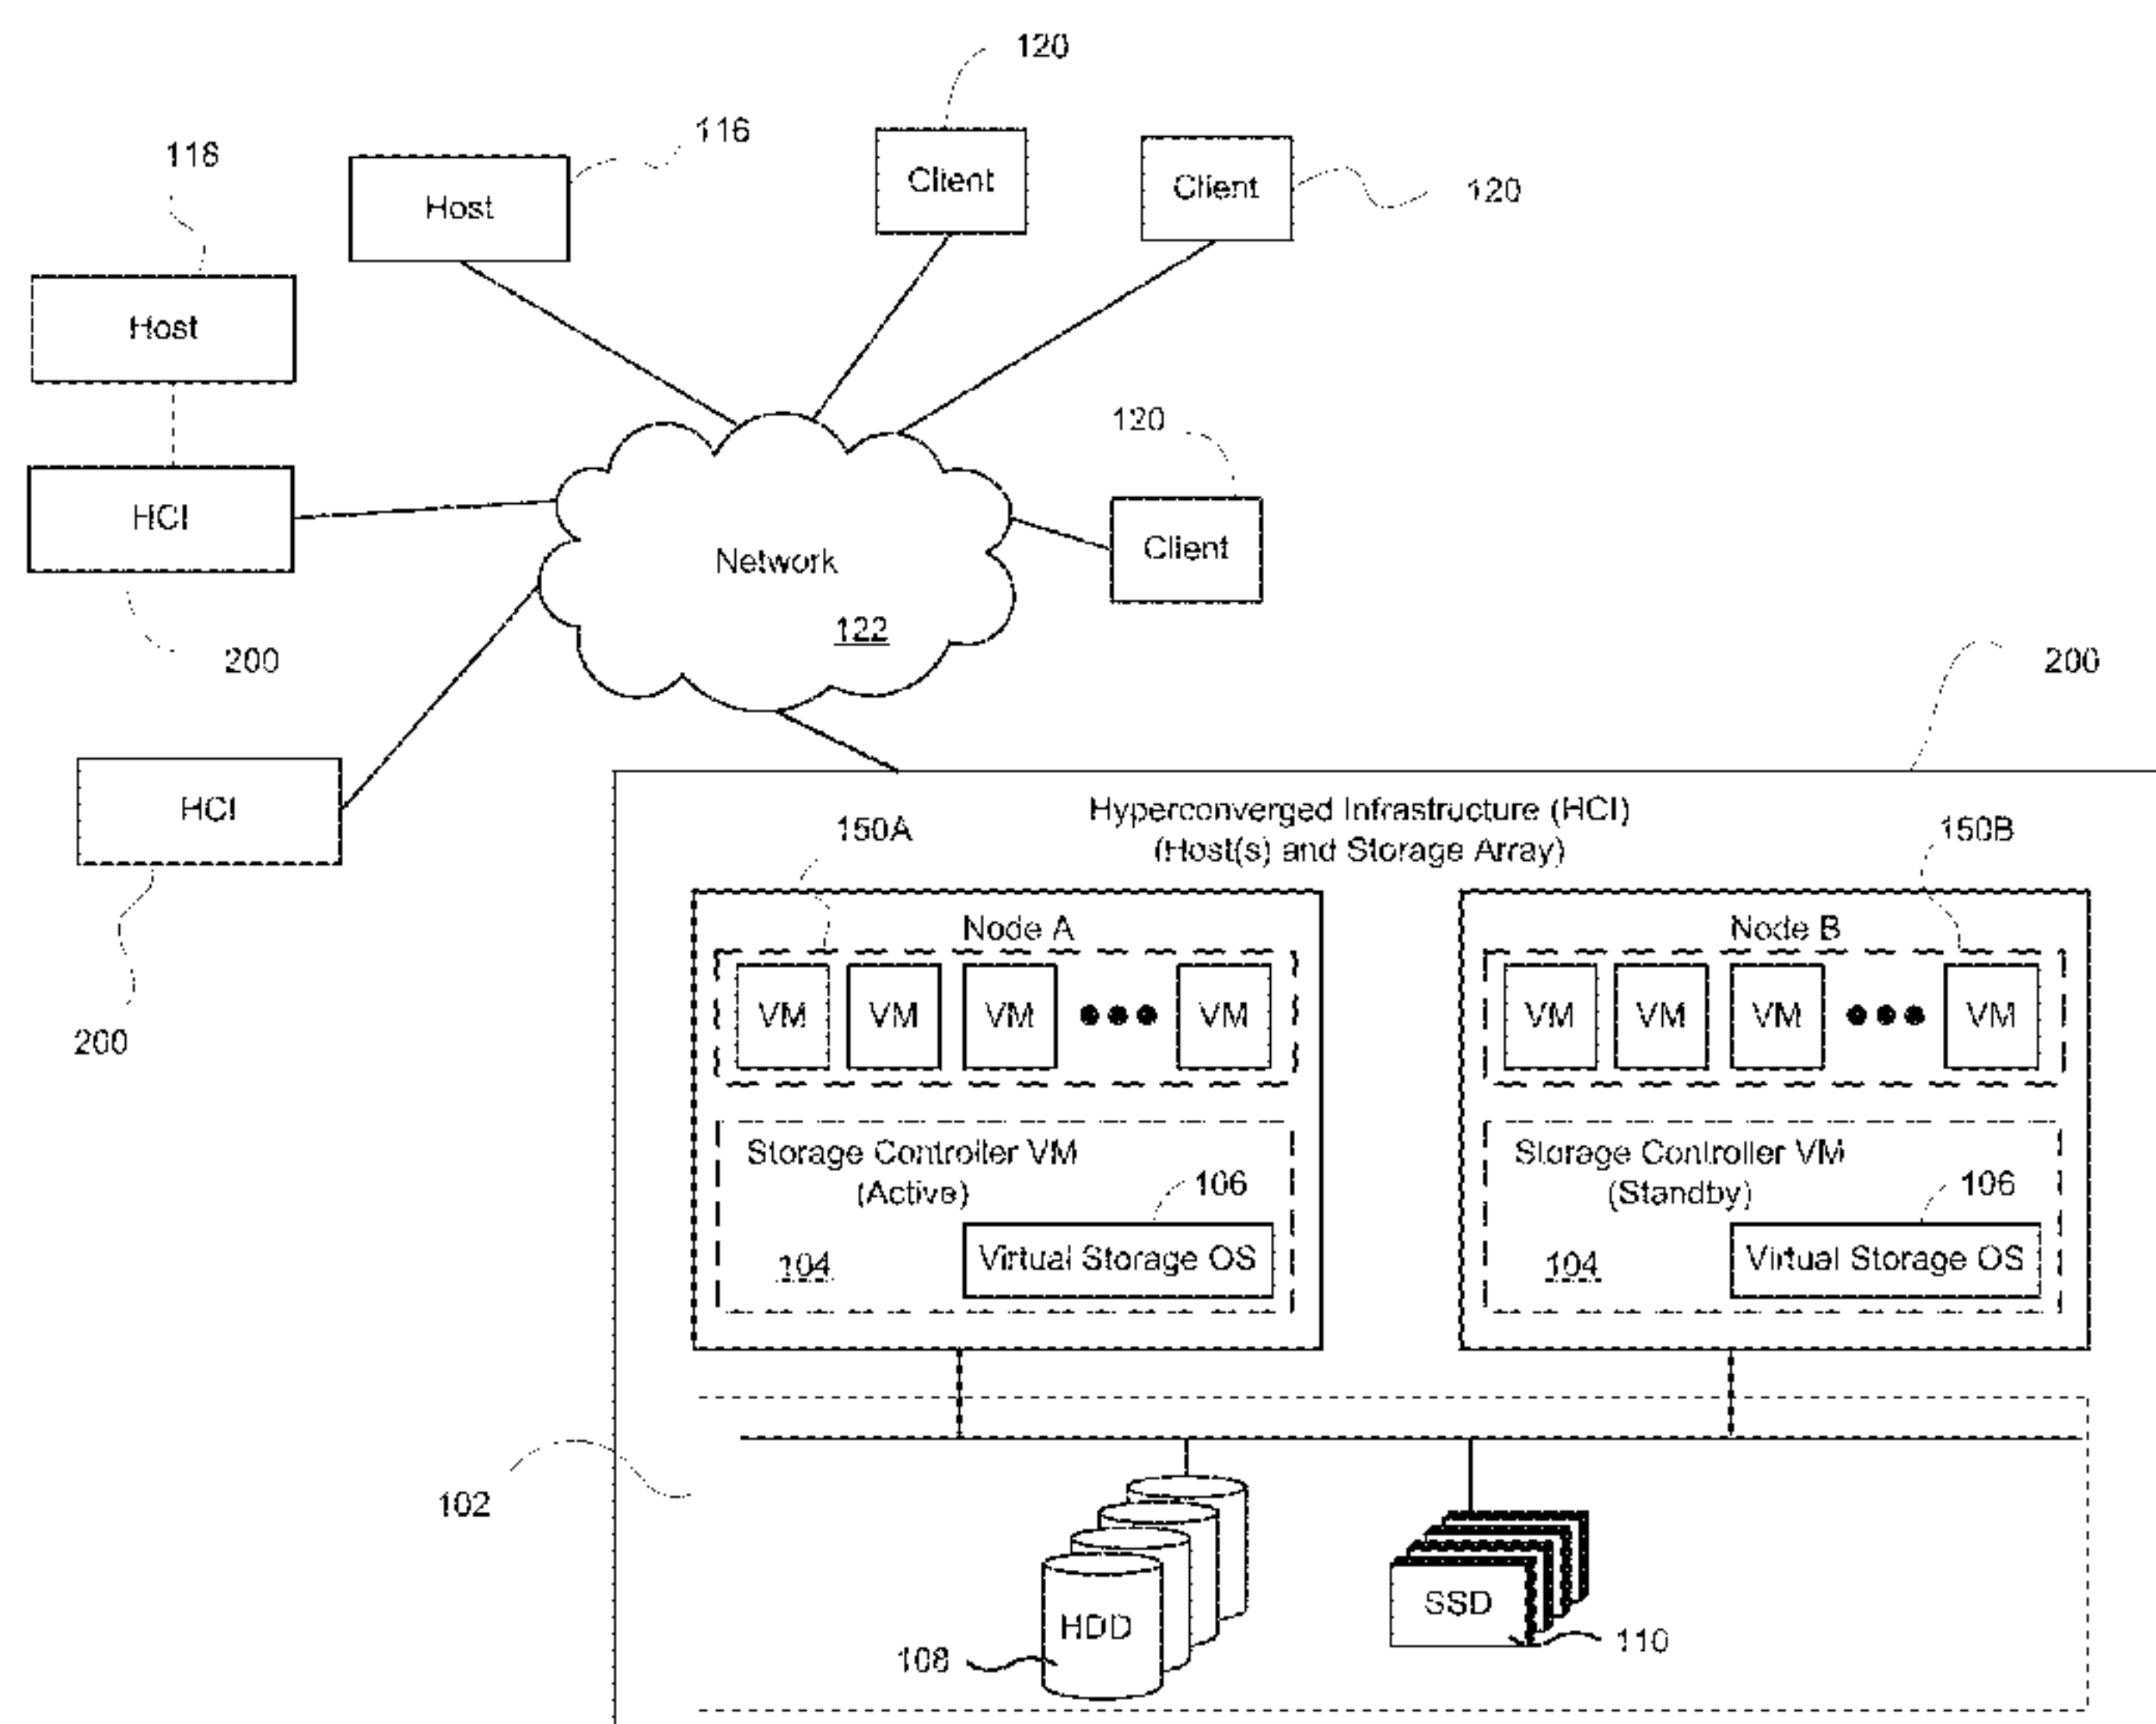 120
116
116
Client
Client
120
Host
Host
120
HCI
Client
Network
122
200
200
HCI
Hyperconverged Infrastructure (HCI)
(Host(s) and Storage Array)
150A
150B
200
Node A
VM VM VM ●●● VM
Storage Controller VM
(Active)
106
104
Virtual Storage OS
Node B
VM VM VM ●●● VM
Storage Controller VM
(Standby)
106
104
Virtual Storage OS
102
HDD
108
SSD
110